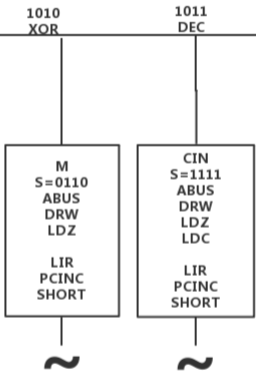 1010
XOR
1011
DEC
M
S=0110
ABUS
DRW
LDZ
LIR
PCINC
SHORT
CIN
S=1111
ABUS
DRW
LDZ
LDC
LIR
PCINC
SHORT
~
~